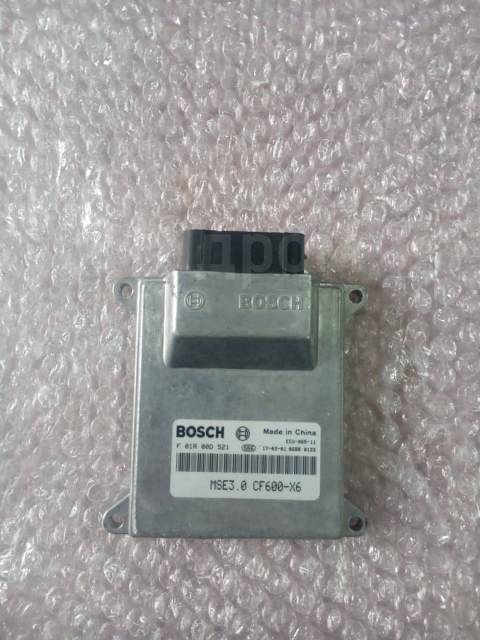 BOSCH
BOSCH
Made in China
F 01R 00D 521
MSE3.0 CF600-X6